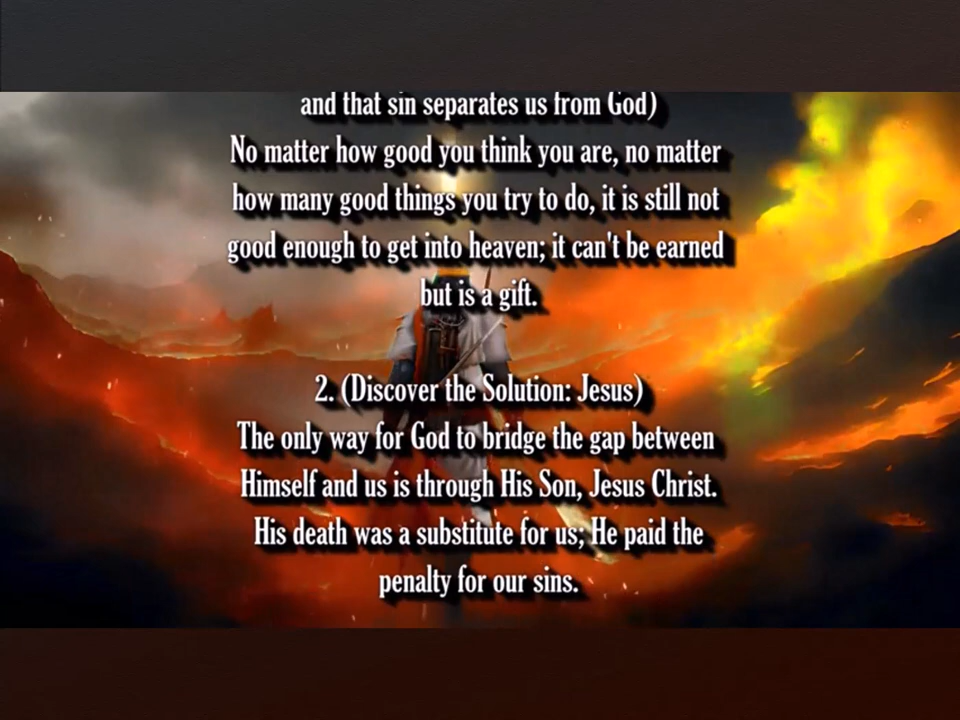 and that sin separates us from God)
No matter how good you think you are, no matter
how many good things you try to do, it is still not
good enough to get into heaven; it can't be earned
but is a gift.
2. (Discover the Solution: Jesus)
The only way for God to bridge the gap between
Himself and us is through His Son, Jesus Christ.
His death was a substitute for us; He paid the
penalty for our sins.